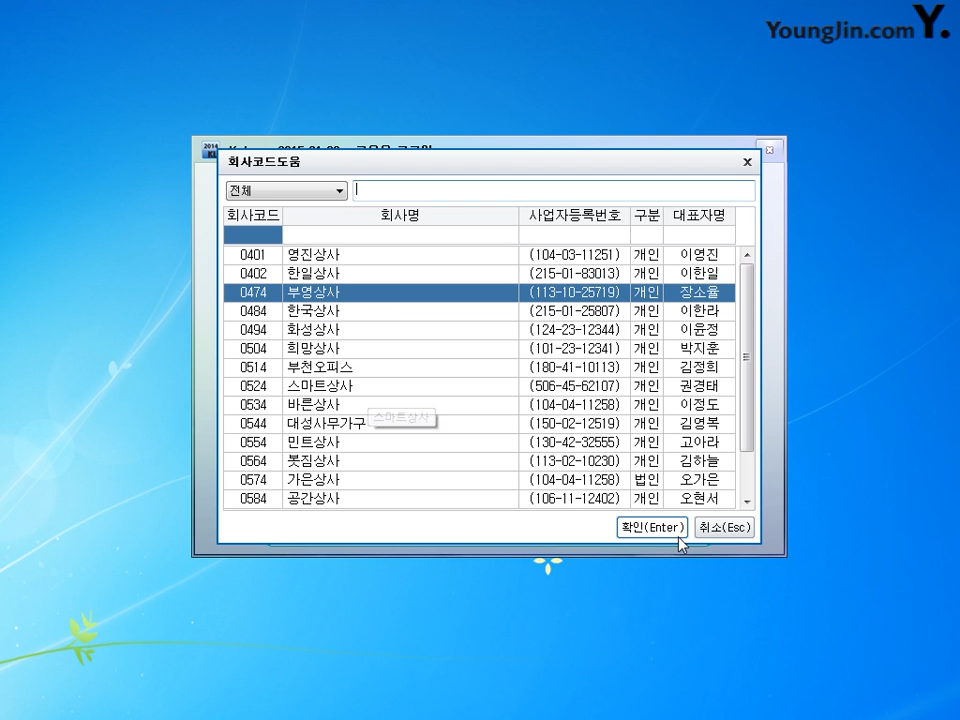 YoungJin.com Y.
2014
KL
회사코드도움
전체
회사코드 회사명 사업자등록번호 구분 대표자명
0401 영진상사 (104-03-11251) 개인 이영진
0402 한일상사 (215-01-83013) 개인 이한일
0474 부영상사 (113-10-25719) 개인 장소율
0484 한국상사 (215-01-25807) 개인 이한라
0494 화성상사 (124-23-12344) 개인 이윤정
0504 희망상사 (101-23-12341) 개인 박지훈
0514 부천오피스 (180-41-10113) 개인 김정희
0524 스마트상사 (506-45-62107) 개인 권경태
0534 바른상사 (104-04-11258) 개인 이정도
스마트상사
0544 대성사무가구 (150-02-12519) 개인 김영복
0554 민트상사 (130-42-32555) 개인 고아라
0564 봇짐상사 (113-02-10230) 개인 김하늘
0574 가은상사 (104-04-11258) 법인 오가은
0584 공간상사 (106-11-12402) 개인 오현서
확인(Enter) 취소(Esc)